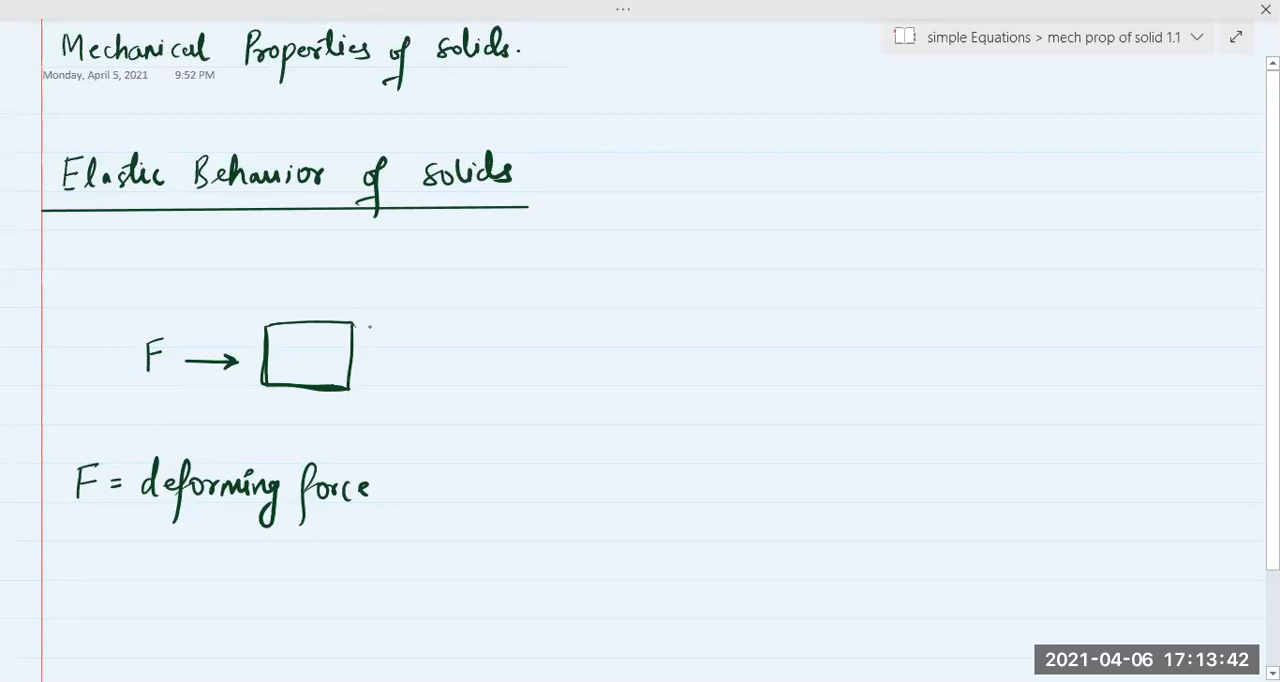 ...
simple Equations > mech prop of solid 1.1
Mechanical Properties of solids.
Monday, April 5, 2021 9:52 PM
Elastic Behavior of solids
F
F = deforming force
2021-04-06 17:13:42